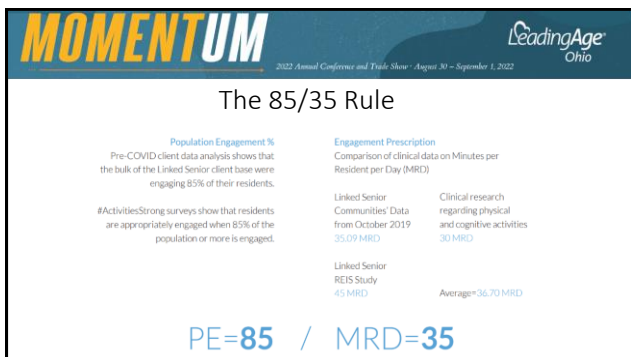 MOMENTUM
LeadingAge®
Ohio
2022 Annual Conference and Trade Show · August 30 – September 1, 2022
The 85/35 Rule
Population Engagement %
Pre-COVID client data analysis shows that
the bulk of the Linked Senior client base were
engaging 85% of their residents.
#ActivitiesStrong surveys show that residents
are appropriately engaged when 85% of the
population or more is engaged.
Engagement Prescription
Comparison of clinical data on Minutes per
Resident per Day (MRD)
Linked Senior
Communities' Data
from October 2019
35.09 MRD
Clinical research
regarding physical
and cognitive activities
30 MRD
Linked Senior
REIS Study
45 MRD
Average=36.70 MRD
PE=85 / MRD=35